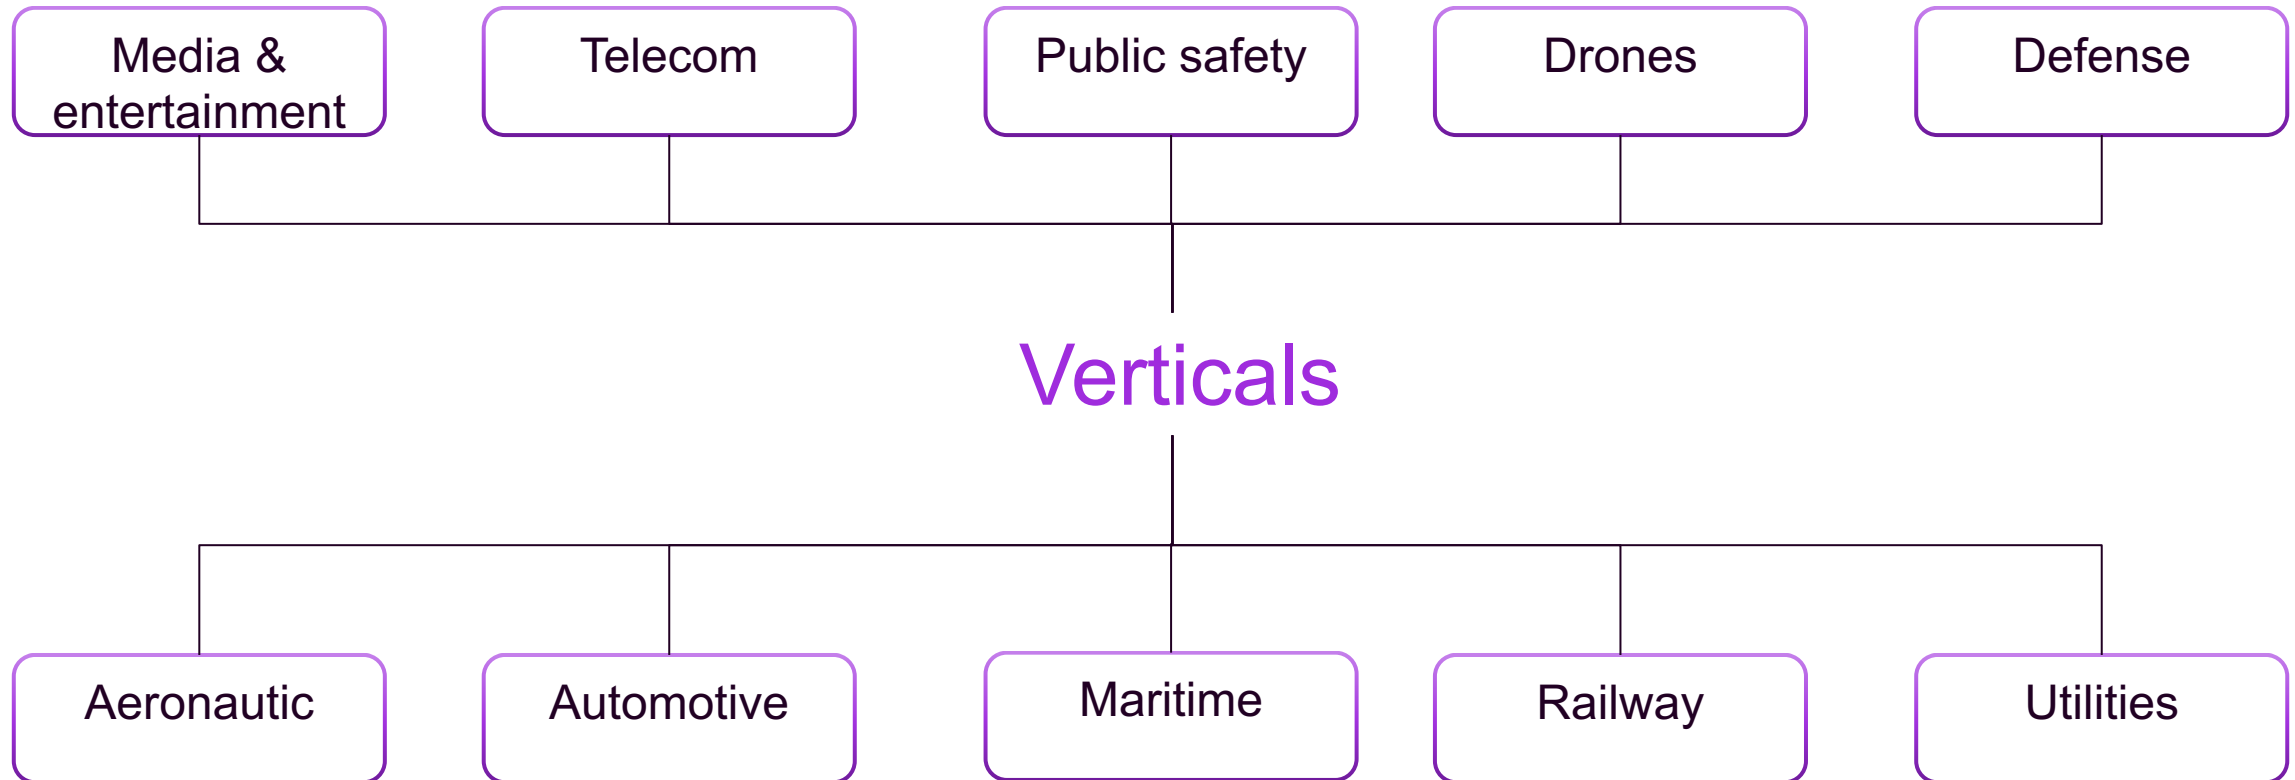 Media &
entertainment
Telecom
Public safety
Drones
Defense
Verticals
Aeronautic
Automotive
Maritime
Railway
Utilities